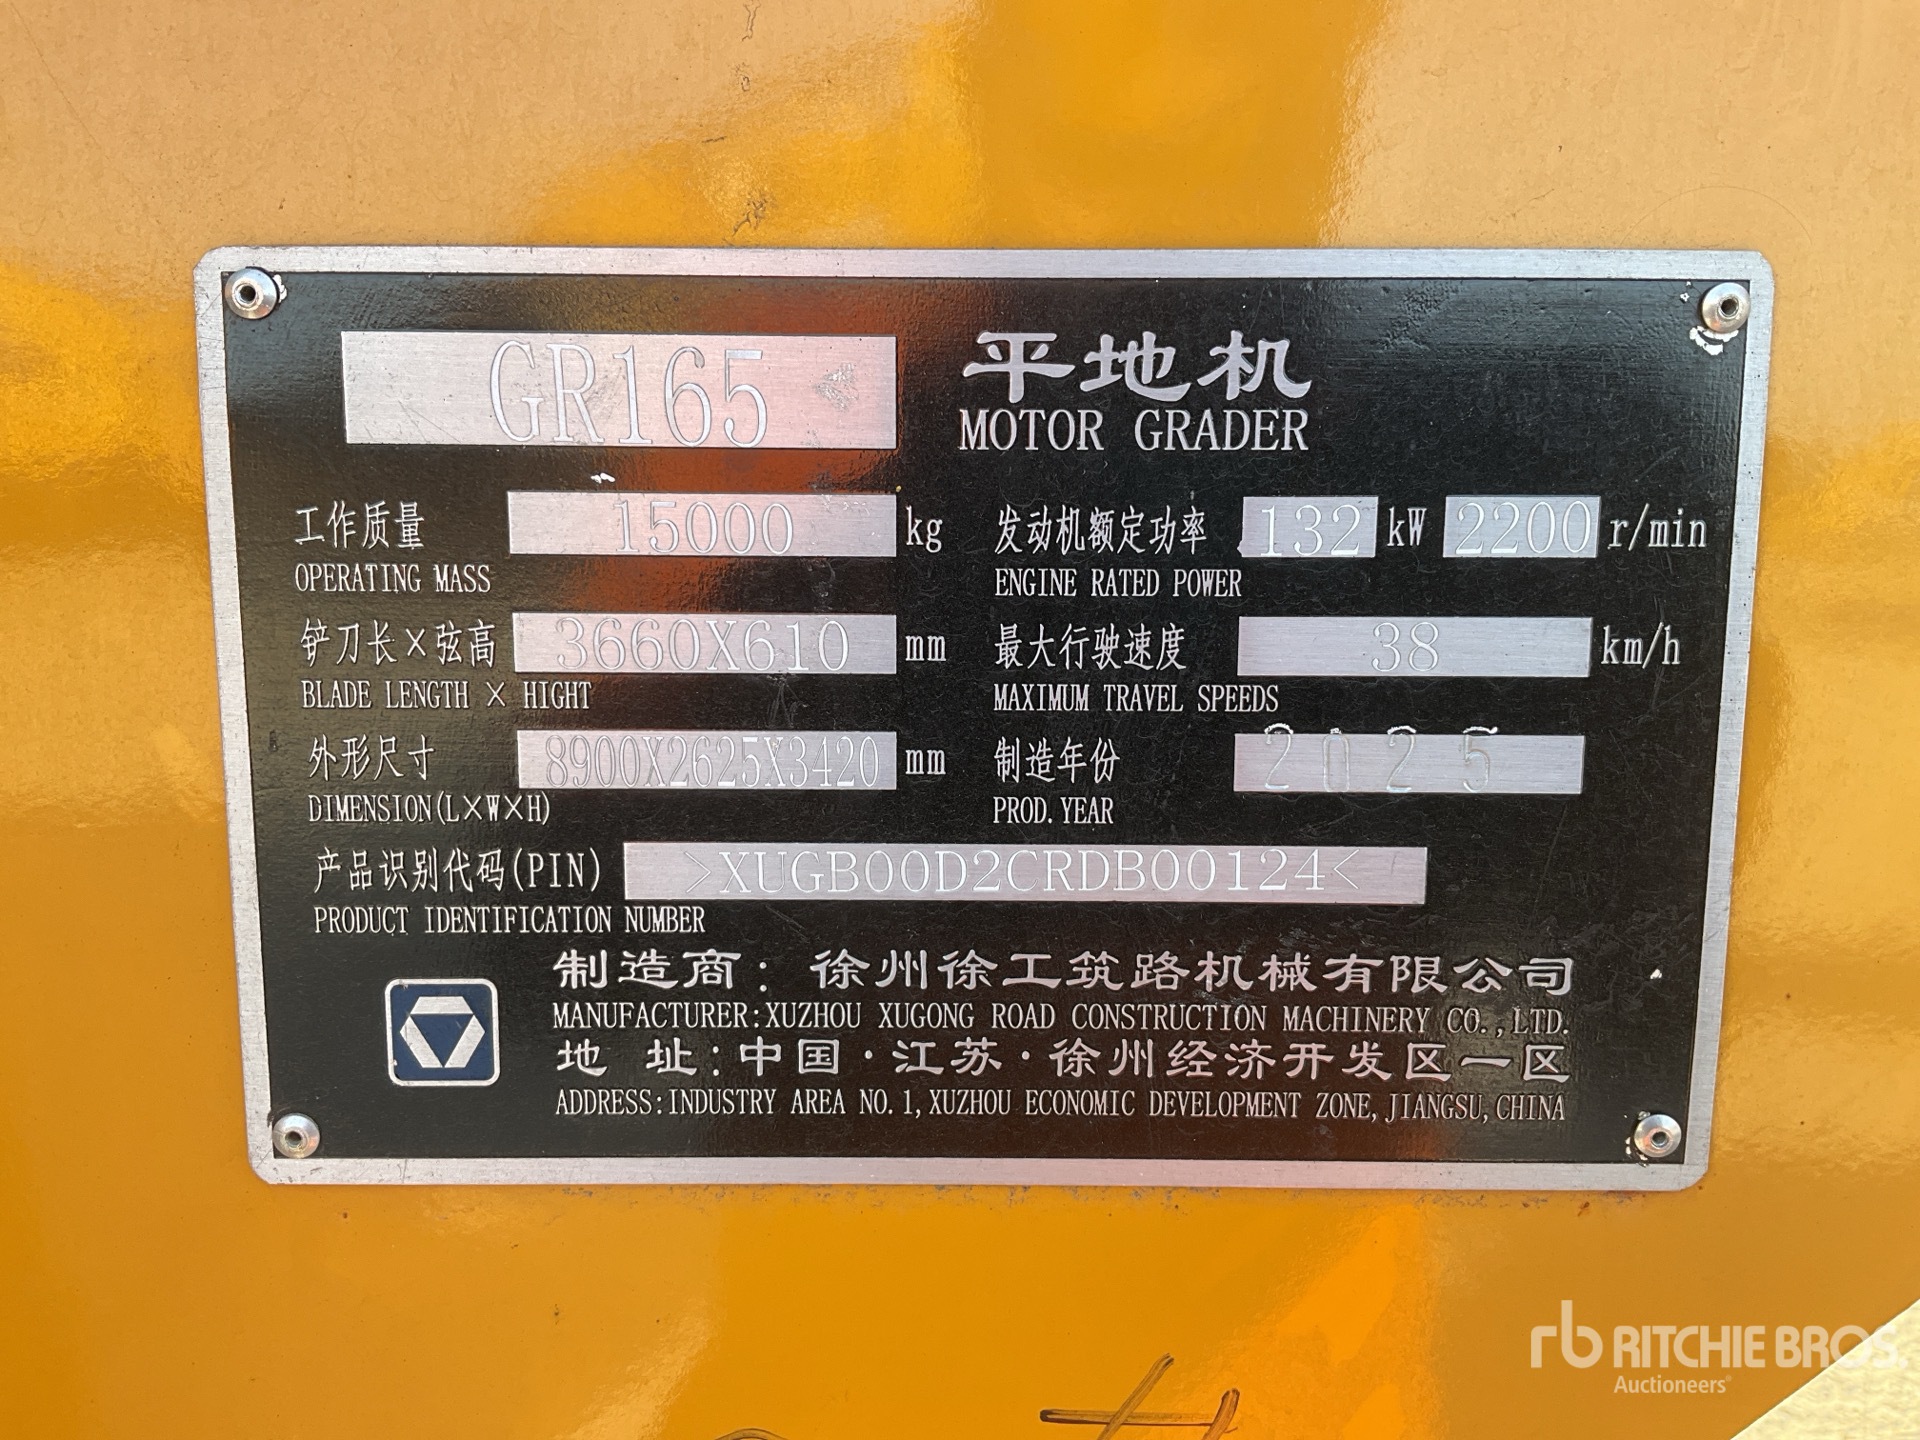 GR165 平地机
MOTOR GRADER
工作质量 15000 kg 发动机额定功率 132 kW 2200 r/min
OPERATING MASS ENGINE RATED POWER
铲刀长×弦高 3660X610 mm 最大行驶速度 38 km/h
BLADE LENGTH × HIGHT MAXIMUM TRAVEL SPEEDS
外形尺寸 8900X2625X3420 mm 制造年份 2025
DIMENSION(L×W×H) PROD. YEAR
产品识别代码(PIN) >XUGB00D2CRDB00124<
PRODUCT IDENTIFICATION NUMBER
制造商: 徐州徐工筑路机械有限公司
MANUFACTURER:XUZHOU XUGONG ROAD CONSTRUCTION MACHINERY CO., LTD.
地 址:中国·江苏·徐州经济开发区一区
ADDRESS:INDUSTRY AREA NO. 1, XUZHOU ECONOMIC DEVELOPMENT ZONE, JIANGSU, CHINA
rb RITCHIE BROS.
Auctioneers